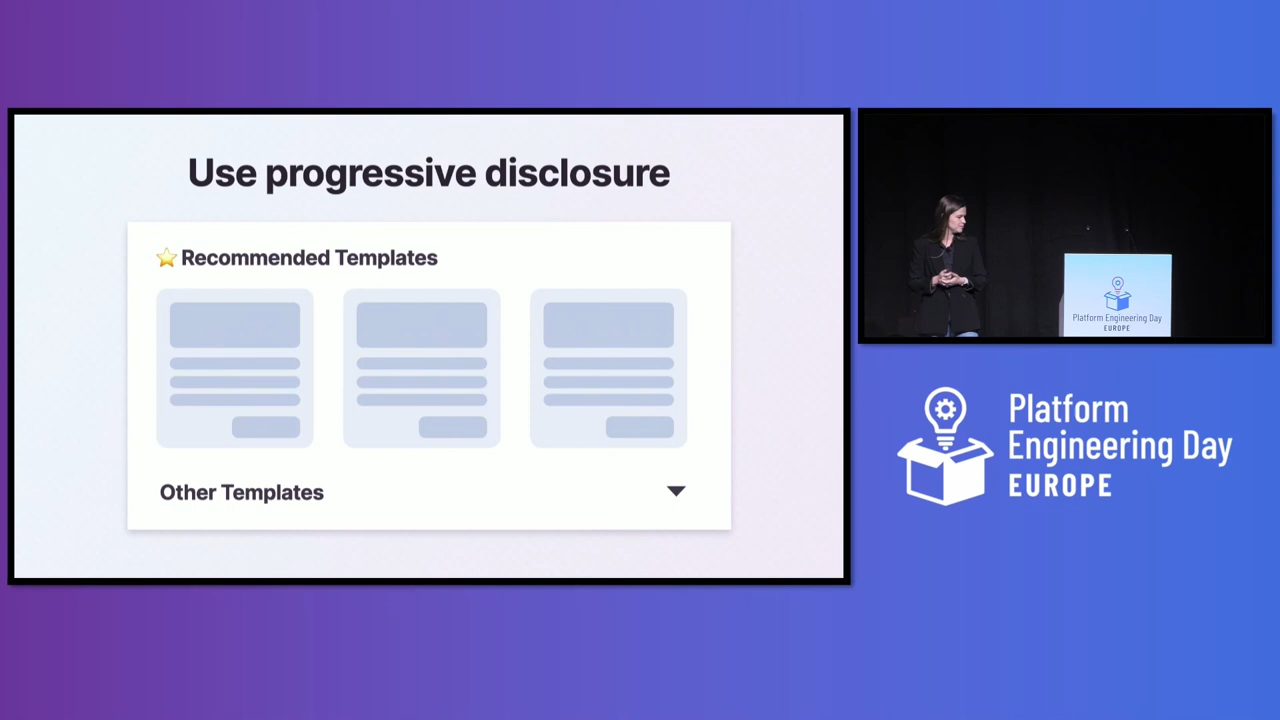 Use progressive disclosure
⭐ Recommended Templates
Other Templates
Platform Engineering Day
EUROPE
Platform
Engineering Day
EUROPE